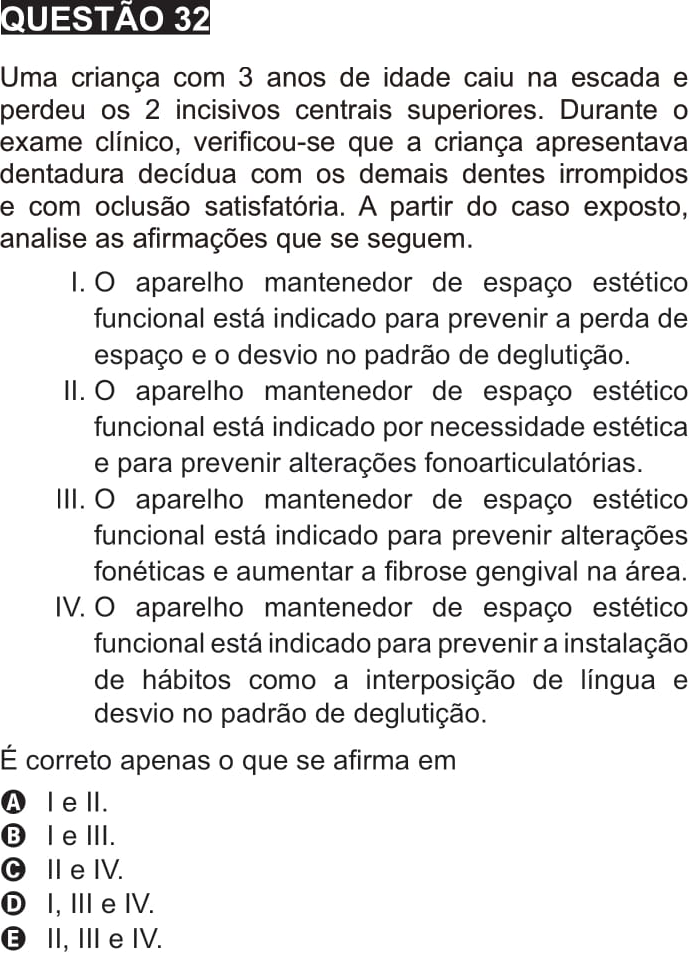 QUESTÃO 32
Uma criança com 3 anos de idade caiu na escada e
perdeu os 2 incisivos centrais superiores. Durante o
exame clínico, verificou-se que a criança apresentava
dentadura decídua com os demais dentes irrompidos
e com oclusão satisfatória. A partir do caso exposto,
analise as afirmações que se seguem.
I. O aparelho mantenedor de espaço estético
funcional está indicado para prevenir a perda de
espaço e o desvio no padrão de deglutição.
II. O aparelho mantenedor de espaço estético
funcional está indicado por necessidade estética
e para prevenir alterações fonoarticulatórias.
III. O aparelho mantenedor de espaço estético
funcional está indicado para prevenir alterações
fonéticas e aumentar a fibrose gengival na área.
IV. O aparelho mantenedor de espaço estético
funcional está indicado para prevenir a instalação
de hábitos como a interposição de língua e
desvio no padrão de deglutição.
É correto apenas o que se afirma em
A I e II.
B I e III.
C II e IV.
D I, III e IV.
E II, III e IV.